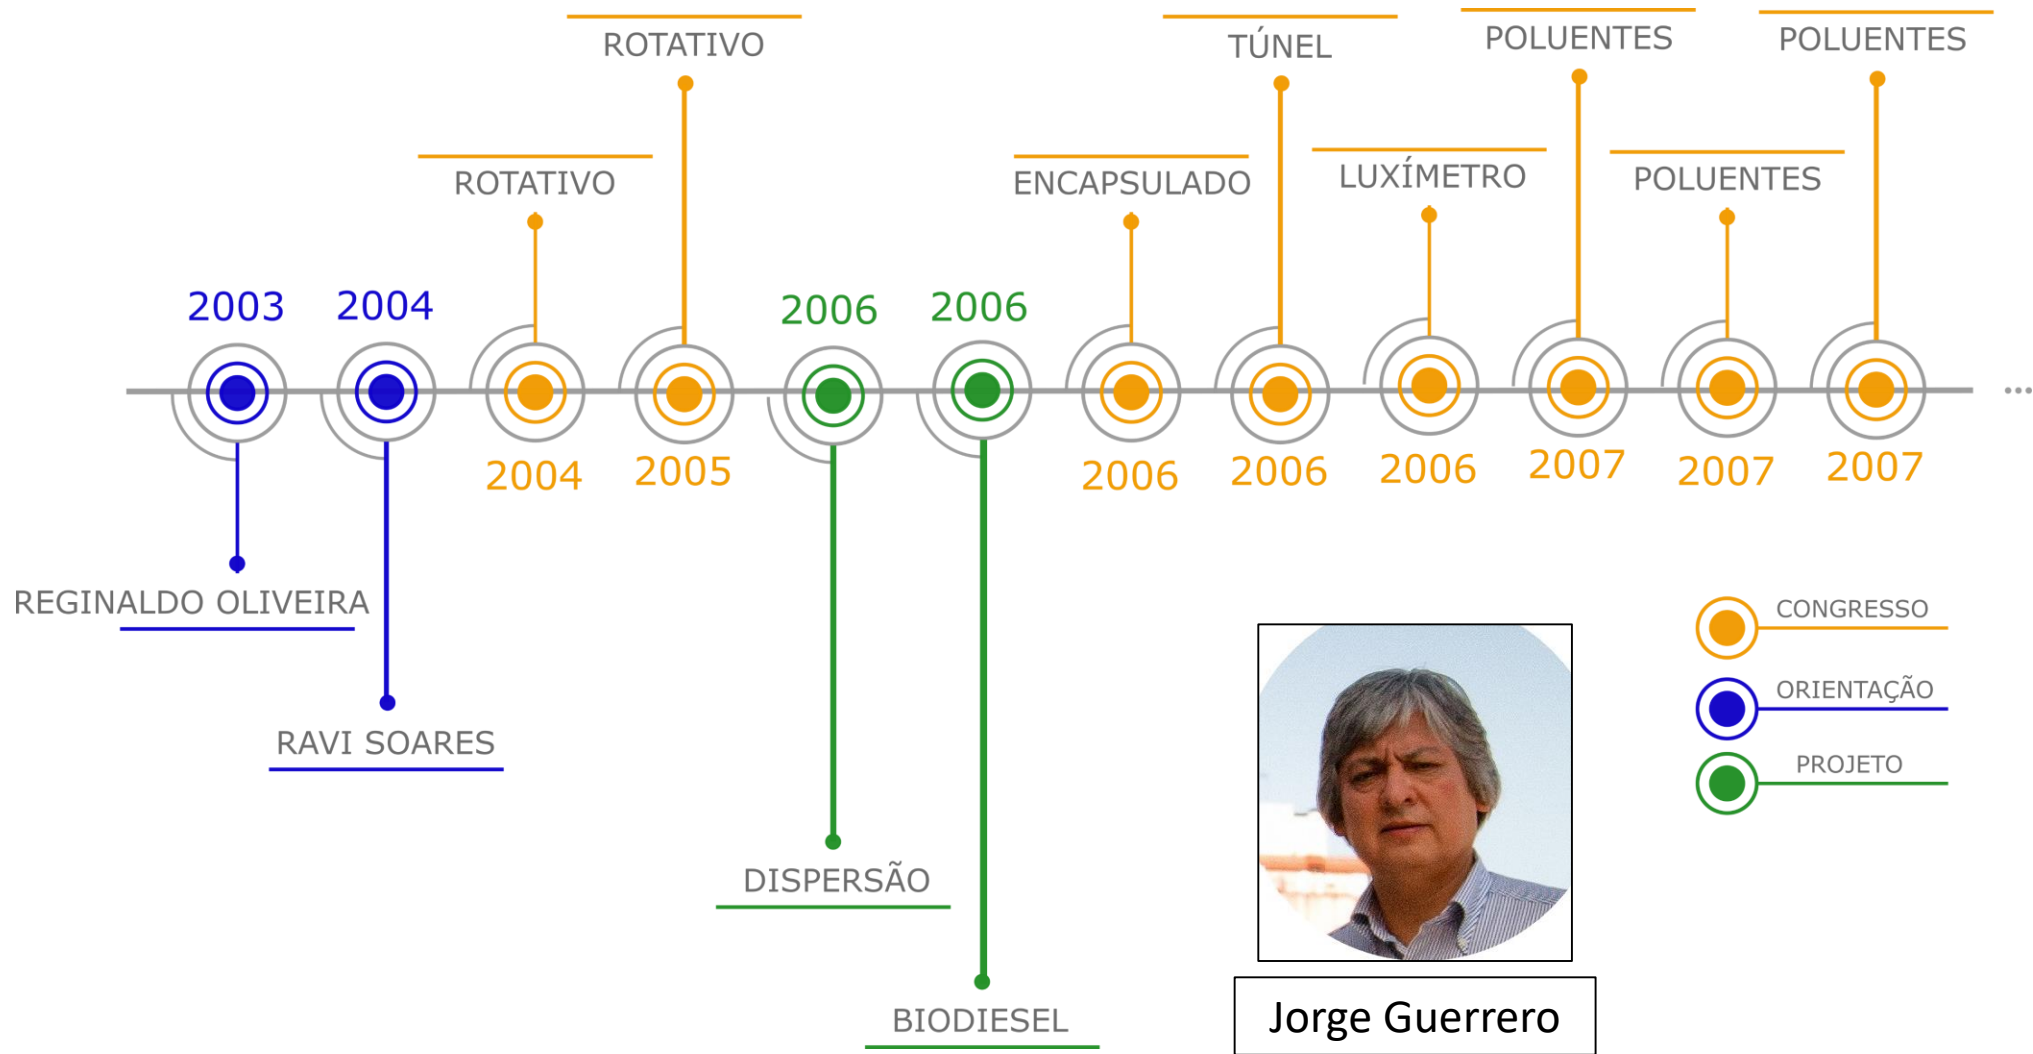 ROTATIVO
TÚNEL
POLUENTES
POLUENTES
ROTATIVO
ENCAPSULADO
LUXÍMETRO
POLUENTES
2003
2004
2006
2006
...
2004
2005
2006
2006
2006
2007
2007
2007
REGINALDO OLIVEIRA
RAVI SOARES
DISPERSÃO
BIODIESEL
CONGRESSO
ORIENTAÇÃO
PROJETO
Jorge Guerrero